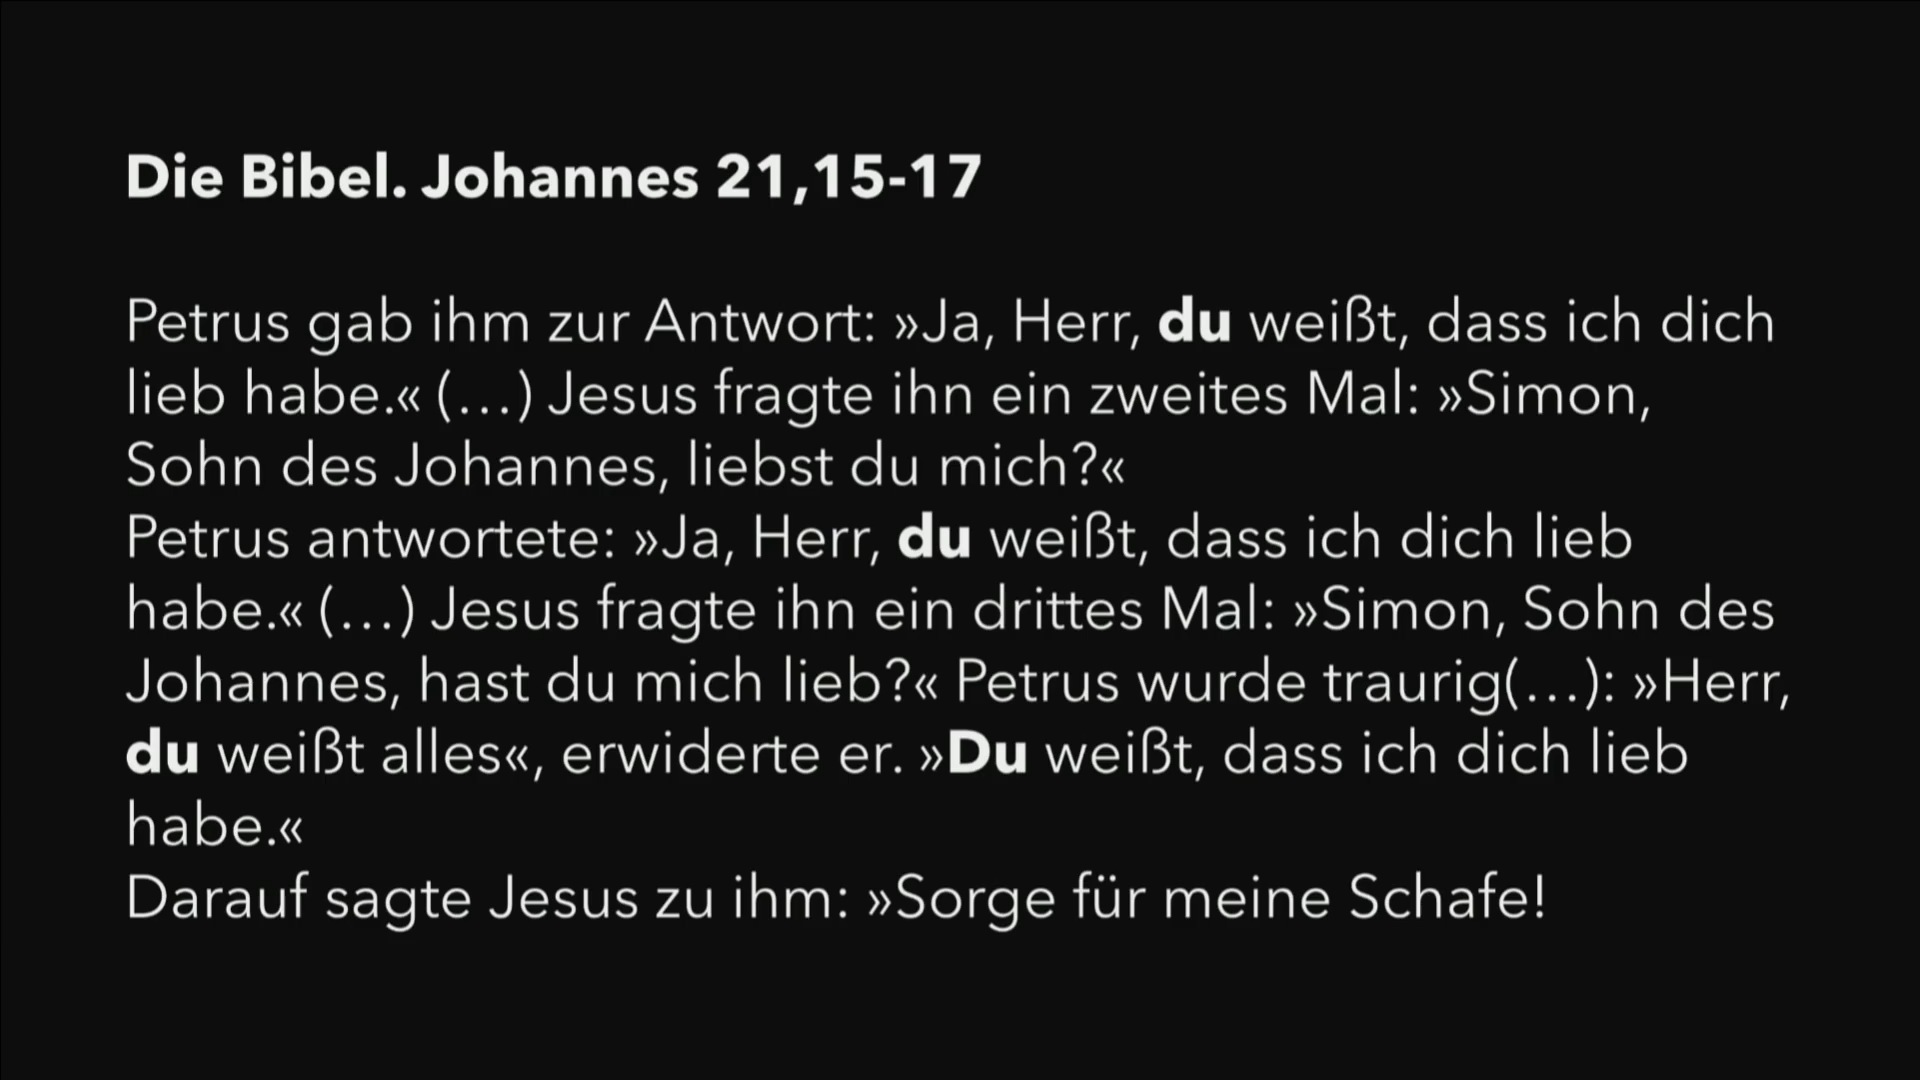 Die Bibel. Johannes 21,15-17
Petrus gab ihm zur Antwort: »Ja, Herr, du weißt, dass ich dich
lieb habe.« (…) Jesus fragte ihn ein zweites Mal: »Simon,
Sohn des Johannes, liebst du mich?«
Petrus antwortete: »Ja, Herr, du weißt, dass ich dich lieb
habe.« (…) Jesus fragte ihn ein drittes Mal: »Simon, Sohn des
Johannes, hast du mich lieb?« Petrus wurde traurig(…): »Herr,
du weißt alles«, erwiderte er. »Du weißt, dass ich dich lieb
habe.«
Darauf sagte Jesus zu ihm: »Sorge für meine Schafe!